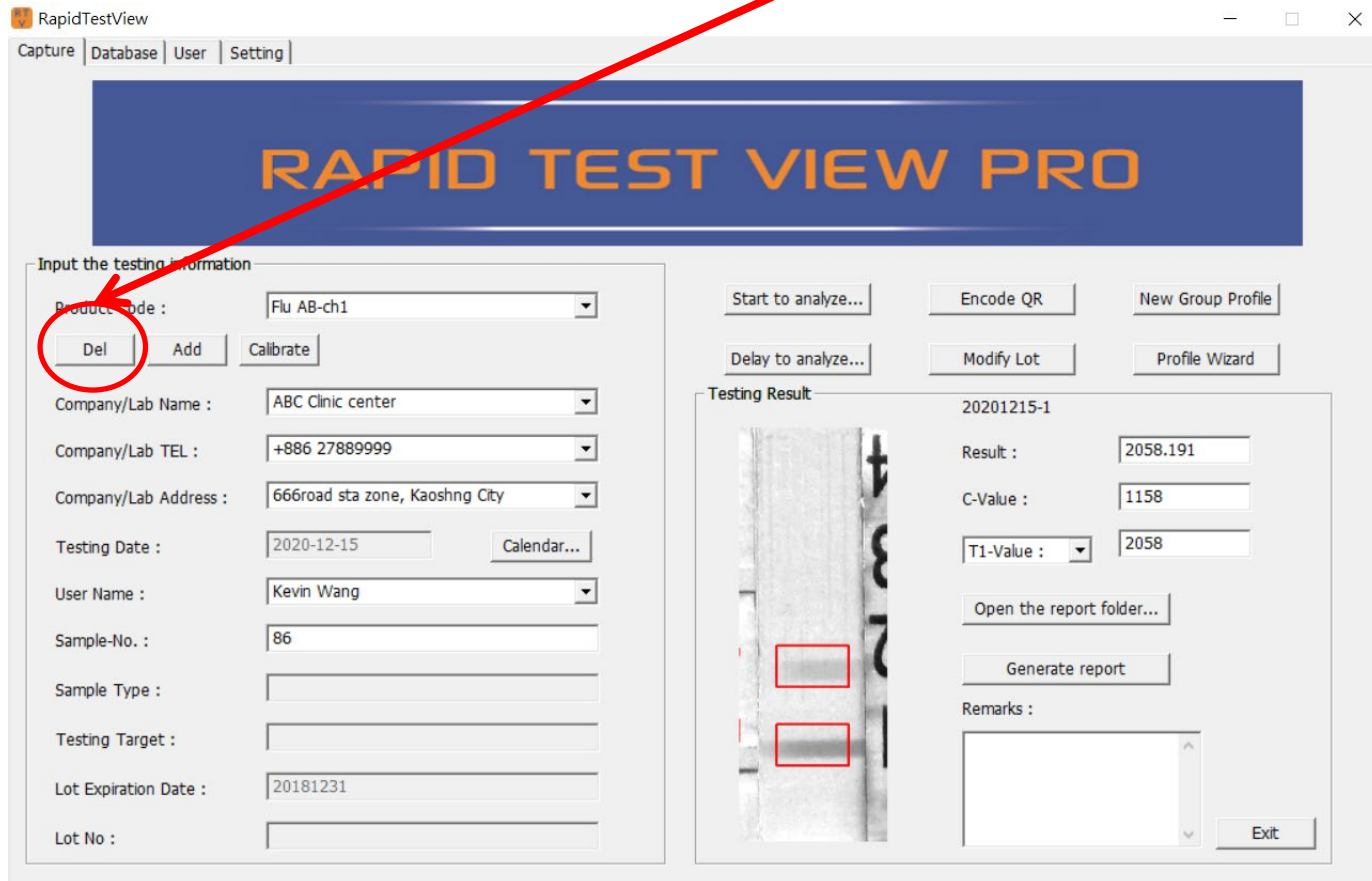 RapidTestView
Capture Database User Setting
RAPID TEST VIEW PRO
Input the testing information
Product Code : Flu AB-ch1
Del Add Calibrate
Company/Lab Name : ABC Clinic center
Company/Lab TEL : +886 27889999
Company/Lab Address : 666road sta zone, Kaoshng City
Testing Date : 2020-12-15 Calendar...
User Name : Kevin Wang
Sample-No. : 86
Sample Type :
Testing Target :
Lot Expiration Date : 20181231
Lot No :
Start to analyze... Encode QR New Group Profile
Delay to analyze... Modify Lot Profile Wizard
Testing Result
20201215-1
Result : 2058.191
C-Value : 1158
T1-Value : 2058
Open the report folder...
Generate report
Remarks :
Exit